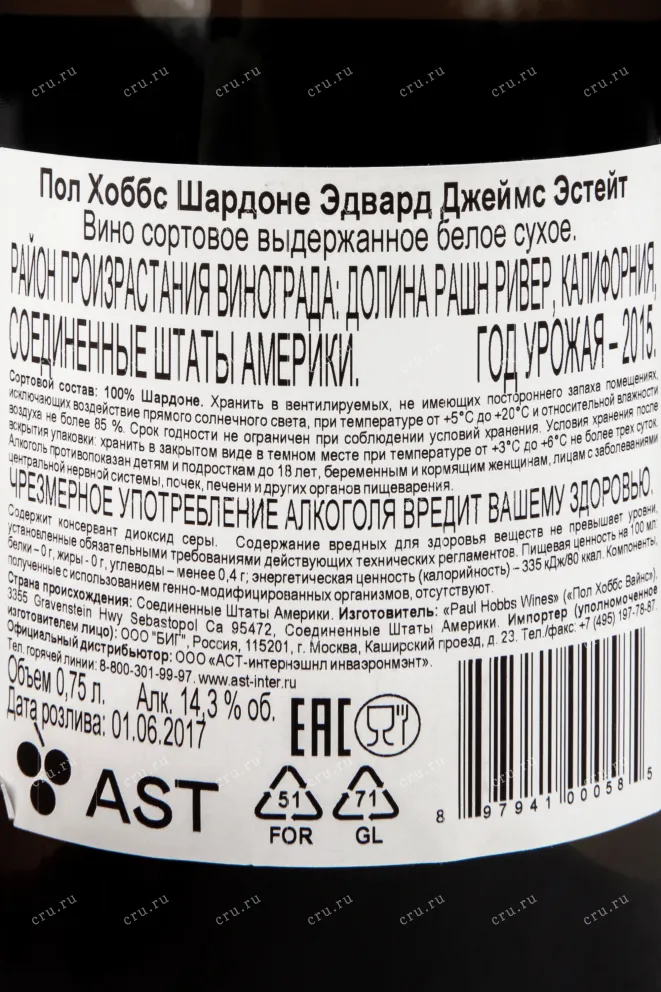 Пол Хоббс Шардоне Эдвард Джеймс Эстейт
Вино сортовое выдержанное белое сухое.
РАЙОН ПРОИЗРАСТАНИЯ ВИНОГРАДА: ДОЛИНА РАШН РИВЕР, КАЛИФОРНИЯ,
СОЕДИНЕННЫЕ ШТАТЫ АМЕРИКИ. ГОД УРОЖАЯ – 2015.
Сортовой состав: 100% Шардоне. Хранить в вентилируемых, не имеющих постороннего запаха помещениях,
исключающих воздействие прямого солнечного света, при температуре от +5°С до +20°С и относительной влажности
воздуха не более 85 %. Срок годности не ограничен при соблюдении условий хранения. Условия хранения после
вскрытия упаковки: хранить в закрытом виде в темном месте при температуре от +3°С до +6°С не более трех суток.
Алкоголь противопоказан детям и подросткам до 18 лет, беременным и кормящим женщинам, лицам с заболеваниями
центральной нервной системы, почек, печени и других органов пищеварения.
ЧРЕЗМЕРНОЕ УПОТРЕБЛЕНИЕ АЛКОГОЛЯ ВРЕДИТ ВАШЕМУ ЗДОРОВЬЮ.
Содержит консервант диоксид серы. Содержание вредных для здоровья веществ не превышает уровни,
установленные обязательными требованиями действующих технических регламентов. Пищевая ценность на 100 мл:
белки – 0 г, жиры - 0 г, углеводы – менее 0,4 г; энергетическая ценность (калорийность) – 335 кДж/80 ккал. Компоненты,
полученные с использованием генно-модифицированных организмов, отсутствуют.
Страна происхождения: Соединенные Штаты Америки. Изготовитель: «Paul Hobbs Wines» («Пол Хоббс Вайнс»),
3355 Gravenstein Hwy Sebastopol Ca 95472, Соединенные Штаты Америки. Импортер (уполномоченное
изготовителем лицо): ООО "БИГ", Россия, 115201, г. Москва, Каширский проезд, д. 23. Тел./факс: +7 (495) 197-78-87.
Официальный дистрибьютор: ООО «АСТ-интернэшнл инваэронмэнт».
Тел. горячей линии: 8-800-301-99-97. www.ast-inter.ru
Объем 0,75 л. Алк. 14,3 % об.
Дата розлива: 01.06.2017
EAC
AST
51
FOR
71
GL
8 97941 00058 5